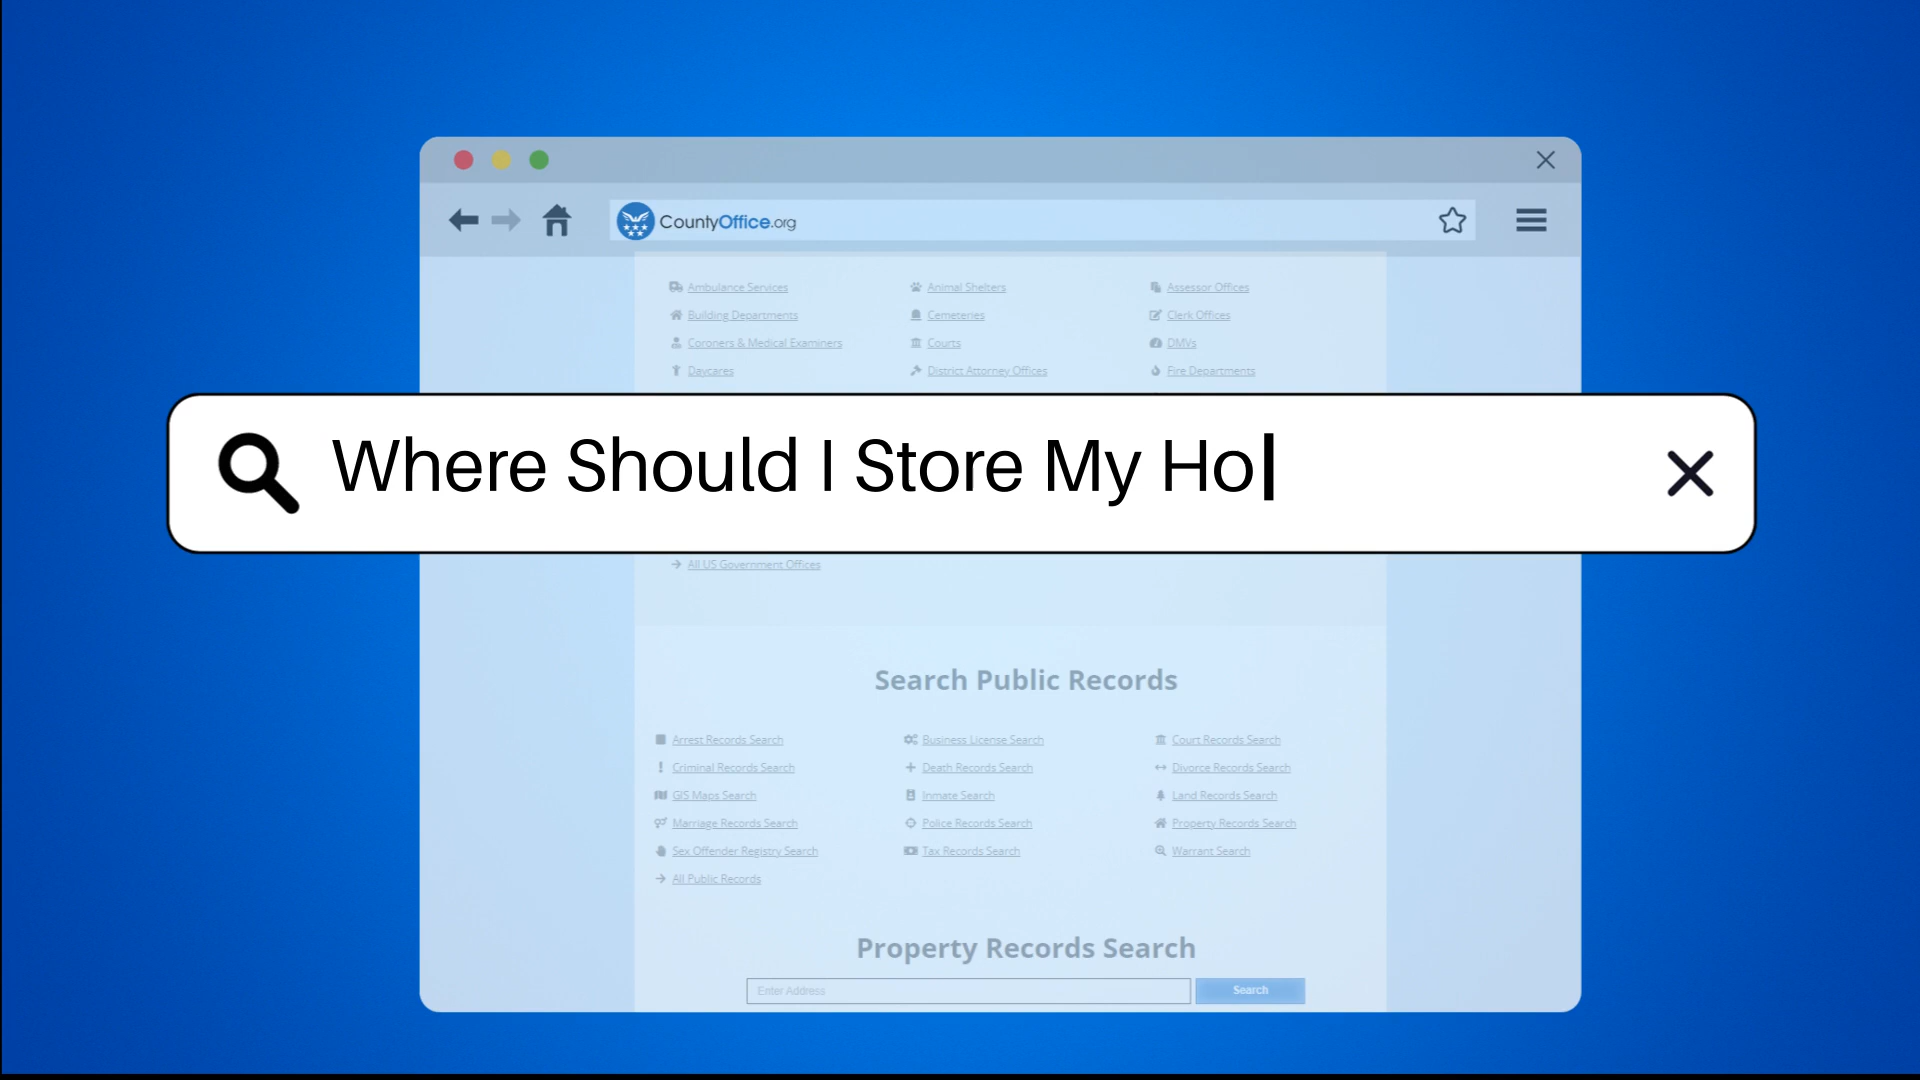 CountyOffice.org
Ambulance Services Animal Shelters Assessor Offices
Building Departments Cemeteries Clerk Offices
Coroners & Medical Examiners Courts DMVs
Daycares District Attorney Offices Fire Departments
Where Should I Store My Ho
All US Government Offices
Search Public Records
Arrest Records Search Business License Search Court Records Search
Criminal Records Search Death Records Search Divorce Records Search
GIS Maps Search Inmate Search Land Records Search
Marriage Records Search Police Records Search Property Records Search
Sex Offender Registry Search Tax Records Search Warrant Search
All Public Records
Property Records Search
Enter Address Search